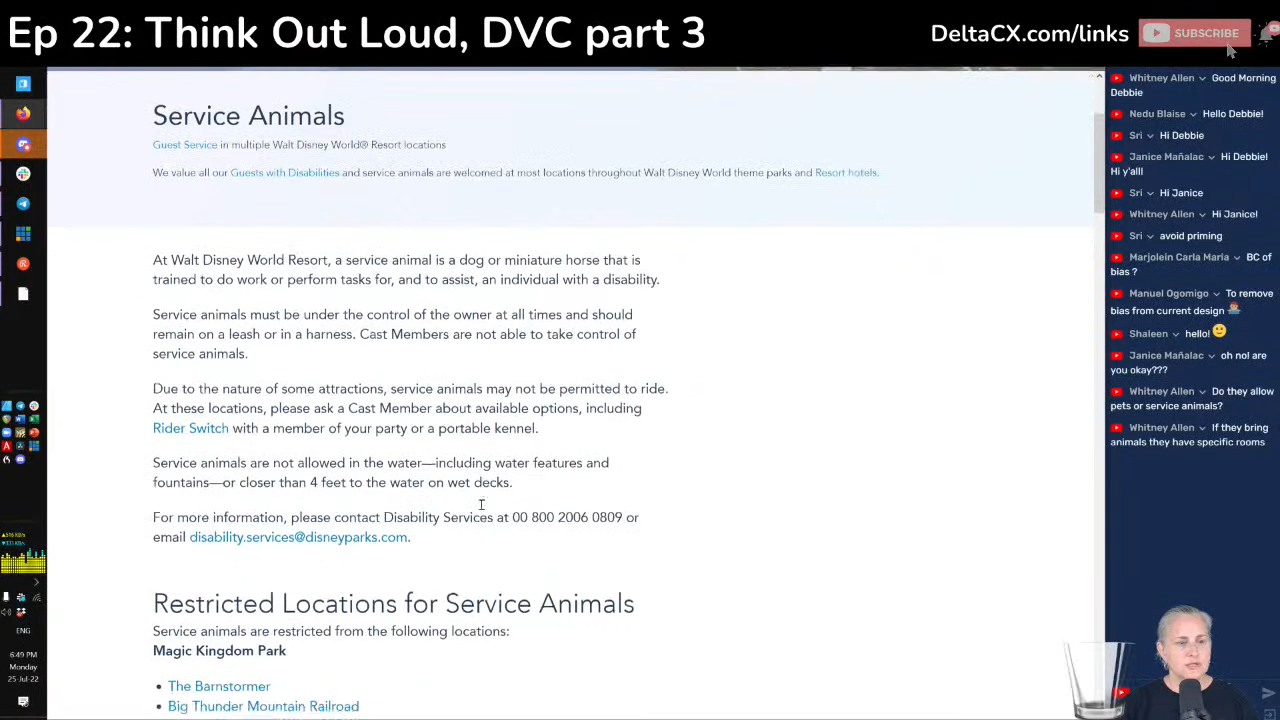 Ep 22: Think Out Loud, DVC part 3
DeltaCX.com/links
SUBSCRIBE
Service Animals
Guest Service in multiple Walt Disney World® Resort locations
We value all our Guests with Disabilities and service animals are welcomed at most locations throughout Walt Disney World theme parks and Resort hotels.
At Walt Disney World Resort, a service animal is a dog or miniature horse that is
trained to do work or perform tasks for, and to assist, an individual with a disability.
Service animals must be under the control of the owner at all times and should
remain on a leash or in a harness. Cast Members are not able to take control of
service animals.
Due to the nature of some attractions, service animals may not be permitted to ride.
At these locations, please ask a Cast Member about available options, including
Rider Switch with a member of your party or a portable kennel.
Service animals are not allowed in the water—including water features and
fountains—or closer than 4 feet to the water on wet decks.
For more information, please contact Disability Services at 00 800 2006 0809 or
email disability.services@disneyparks.com.
Restricted Locations for Service Animals
Service animals are restricted from the following locations:
Magic Kingdom Park
• The Barnstormer
• Big Thunder Mountain Railroad
Whitney Allen Good Morning
Debbie
Nedu Blaise Hello Debbie!
Sri Hi Debbie
Janice Mañalac Hi Debbie!
Hi y'all!
Sri Hi Janice
Whitney Allen Hi Janice!
Sri avoid priming
Marjolein Carla Maria BC of
bias ?
Manuel Ogomigo To remove
bias from current design
Shaleen hello!
Janice Mañalac oh no! are
you okay???
Whitney Allen Do they allow
pets or service animals?
Whitney Allen If they bring
animals they have specific rooms
ENG
6:49 PM
Monday
25-Jul-22